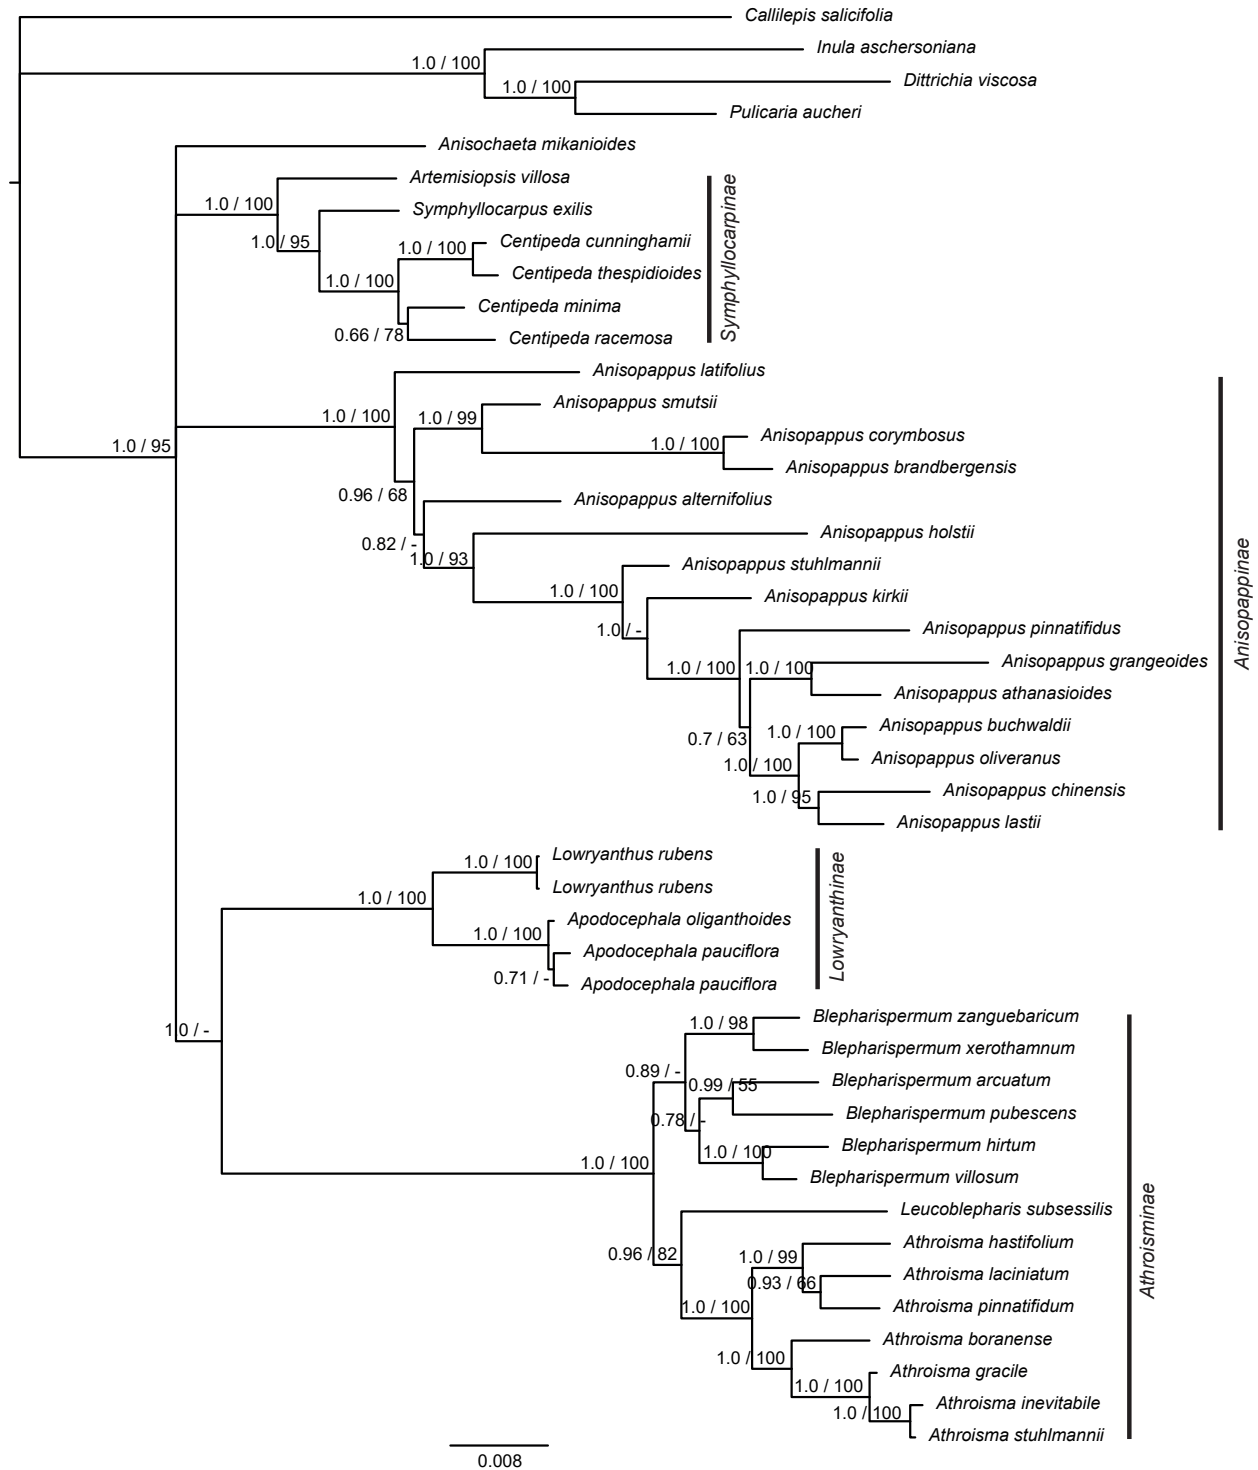 Callilepis salicifolia
Inula aschersoniana
1.0 / 100
Dittrichia viscosa
1.0 / 100
Pulicaria aucheri
Anisochaeta mikanioides
Artemisiopsis villosa
1.0 / 100
Symphyllocarpus exilis
1.0 / 95
Centipeda cunninghamii
1.0 / 100
Centipeda thespidioides
1.0 / 100
Centipeda minima
0.66 / 78
Centipeda racemosa
Symphyllocarpinae
Anisopappus latifolius
1.0 / 100
Anisopappus smutsii
1.0 / 99
Anisopappus corymbosus
1.0 / 100
1.0 / 95
Anisopappus brandbergensis
0.96 / 68
Anisopappus alternifolius
Anisopappus holstii
0.82 / -
1.0 / 93
Anisopappus stuhlmannii
1.0 / 100
Anisopappus kirkii
1.0 / -
Anisopappus pinnatifidus
Anisopappus grangeoides
1.0 / 100
1.0 / 100
Anisopappus athanasioides
Anisopappus buchwaldii
1.0 / 100
0.7 / 63
Anisopappus oliveranus
1.0 / 100
Anisopappus chinensis
1.0 / 95
Anisopappus lastii
Anisopappinae
Lowryanthus rubens
1.0 / 100
Lowryanthus rubens
1.0 / 100
Apodocephala oliganthoides
1.0 / 100
Apodocephala pauciflora
0.71 / -
Apodocephala pauciflora
Lowryanthinae
Blepharispermum zanguebaricum
1.0 / 98
1.0 / -
Blepharispermum xerothamnum
0.89 / -
Blepharispermum arcuatum
0.99 / 55
Blepharispermum pubescens
0.78 / -
Blepharispermum hirtum
1.0 / 100
1.0 / 100
Blepharispermum villosum
Leucoblepharis subsessilis
Athroisma hastifolium
0.96 / 82
1.0 / 99
Athroisma laciniatum
0.93 / 66
Athroisma pinnatifidum
1.0 / 100
Athroisma boranense
1.0 / 100
Athroisma gracile
1.0 / 100
Athroisma inevitabile
1.0 / 100
Athroisma stuhlmannii
Athroisminae
0.008